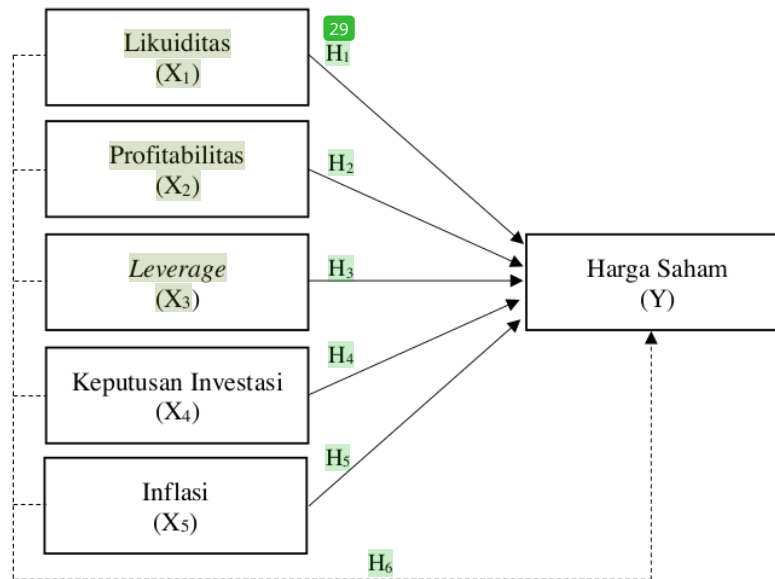 29
H₁
Likuiditas
(X₁)
H₂
Profitabilitas
(X₂)
H₃
Leverage
(X₃)
Harga Saham
(Y)
H₄
Keputusan Investasi
(X₄)
H₅
Inflasi
(X₅)
H₆